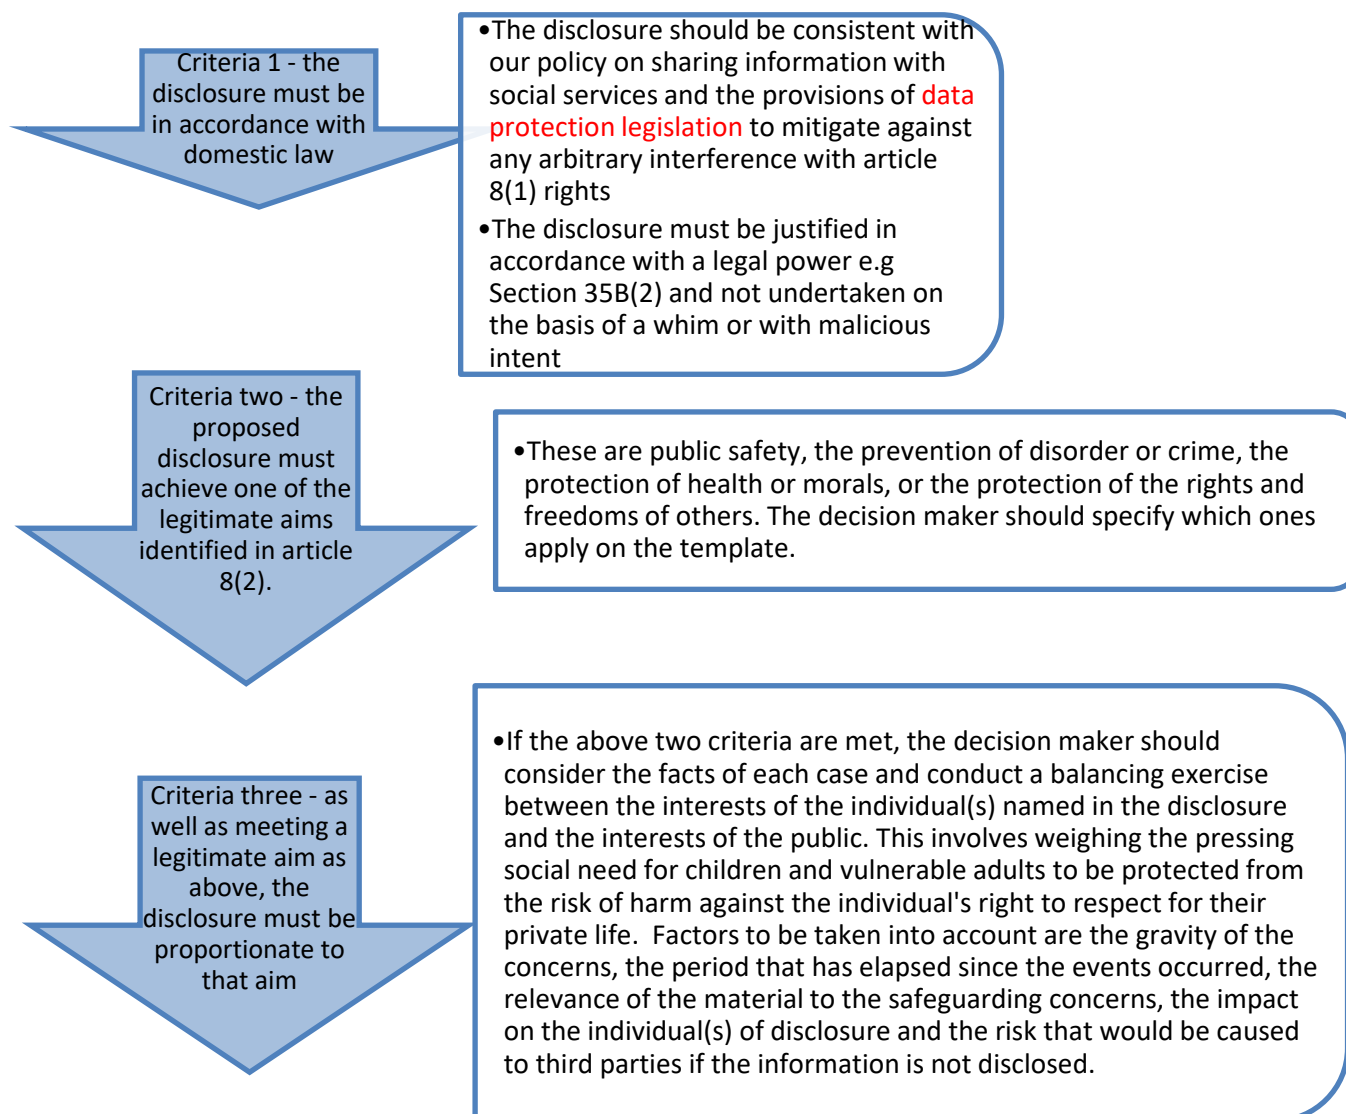 Criteria 1 - the
disclosure must be
in accordance with
domestic law
•The disclosure should be consistent with
our policy on sharing information with
social services and the provisions of data
protection legislation to mitigate against
any arbitrary interference with article
8(1) rights
•The disclosure must be justified in
accordance with a legal power e.g
Section 35B(2) and not undertaken on
the basis of a whim or with malicious
intent
Criteria two - the
proposed
disclosure must
achieve one of the
legitimate aims
identified in article
8(2).
•These are public safety, the prevention of disorder or crime, the
protection of health or morals, or the protection of the rights and
freedoms of others. The decision maker should specify which ones
apply on the template.
Criteria three - as
well as meeting a
legitimate aim as
above, the
disclosure must be
proportionate to
that aim
•If the above two criteria are met, the decision maker should
consider the facts of each case and conduct a balancing exercise
between the interests of the individual(s) named in the disclosure
and the interests of the public. This involves weighing the pressing
social need for children and vulnerable adults to be protected from
the risk of harm against the individual's right to respect for their
private life.  Factors to be taken into account are the gravity of the
concerns, the period that has elapsed since the events occurred, the
relevance of the material to the safeguarding concerns, the impact
on the individual(s) of disclosure and the risk that would be caused
to third parties if the information is not disclosed.